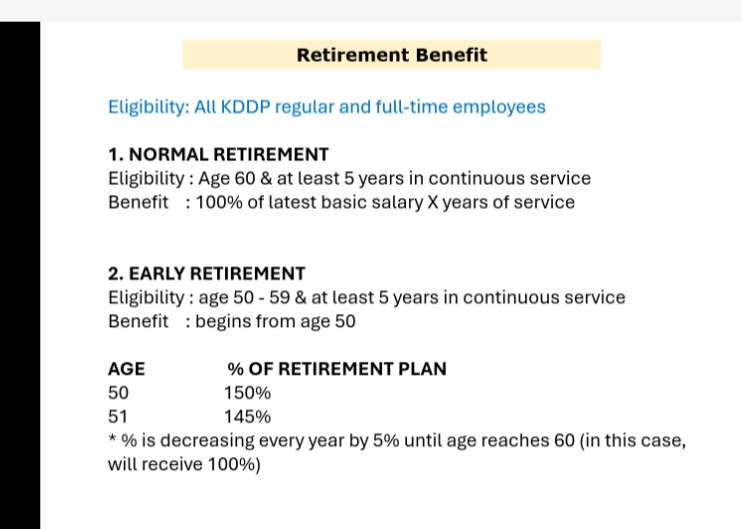 Retirement Benefit
Eligibility: All KDDP regular and full-time employees
1. NORMAL RETIREMENT
Eligibility : Age 60 & at least 5 years in continuous service
Benefit : 100% of latest basic salary X years of service
2. EARLY RETIREMENT
Eligibility : age 50 - 59 & at least 5 years in continuous service
Benefit : begins from age 50
AGE % OF RETIREMENT PLAN
50 150%
51 145%
* % is decreasing every year by 5% until age reaches 60 (in this case,
will receive 100%)